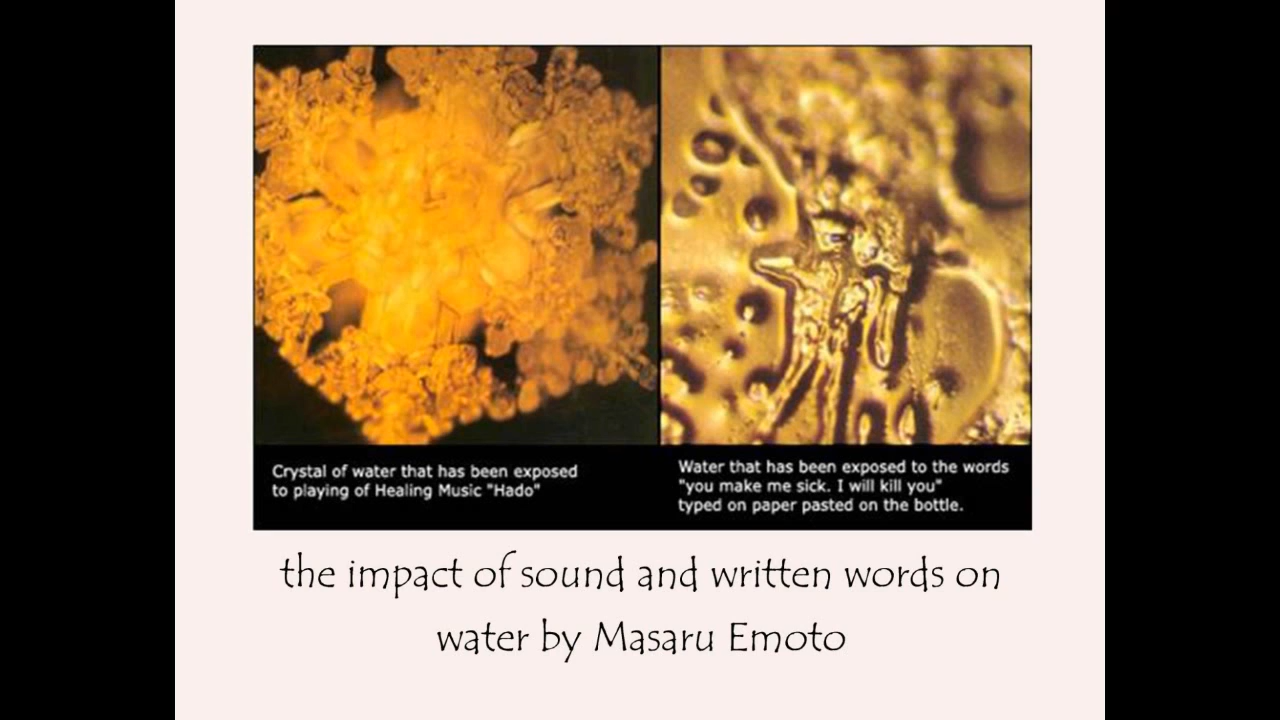 Crystal of water that has been exposed
to playing of Healing Music "Hado"
Water that has been exposed to the words
"you make me sick. I will kill you"
typed on paper pasted on the bottle.
the impact of sound and written words on
water by Masaru Emoto